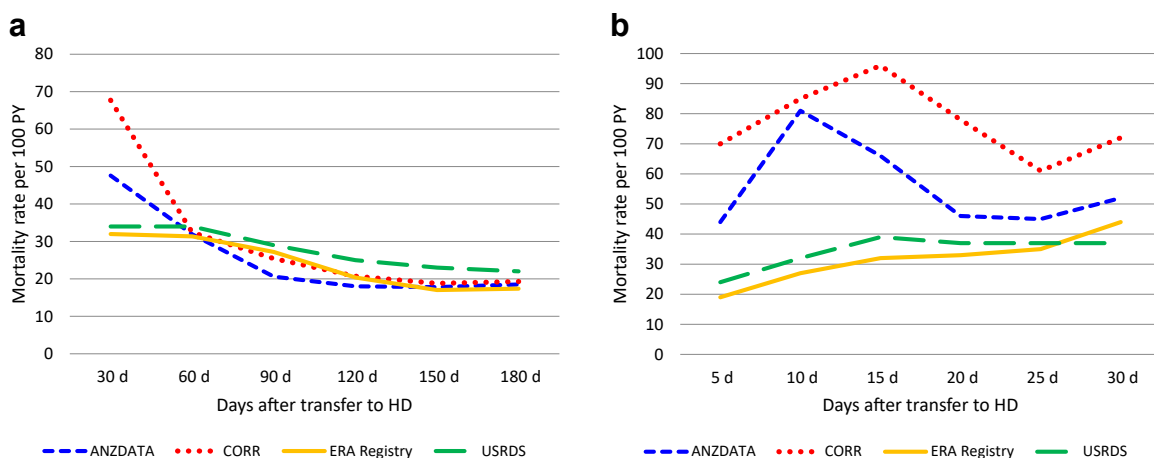 a
80
70
60
50
40
30
20
10
0
Mortality rate per 100 PY
30 d 60 d 90 d 120 d 150 d 180 d
Days after transfer to HD
ANZDATA CORR ERA Registry USRDS
b
100
90
80
70
60
50
40
30
20
10
0
Mortality rate per 100 PY
5 d 10 d 15 d 20 d 25 d 30 d
Days after transfer to HD
ANZDATA CORR ERA Registry USRDS